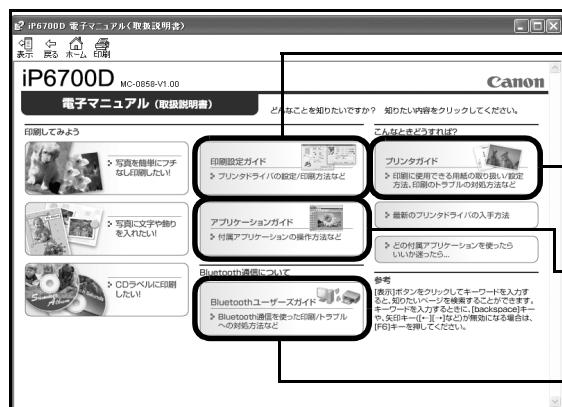 iP6700D 電子マニュアル(取扱説明書)
表示 戻る ホーム 印刷
iP6700D MC-0858-V1.00
Canon
電子マニュアル (取扱説明書)
どんなことを知りたいですか? 知りたい内容をクリックしてください。
印刷してみよう
写真を簡単にフチ
なし印刷したい!
写真に文字や飾り
を入れたい!
CDラベルに印刷
したい!
印刷設定ガイド
プリンタドライバの設定/印刷方法など
アプリケーションガイド
付属アプリケーションの操作方法など
Bluetooth通信について
Bluetoothユーザーズガイド
Bluetooth通信を使った印刷/トラブル
への対処方法など
こんなときどうすれば?
プリンタガイド
印刷に使用できる用紙の取り扱い/設定
方法、印刷のトラブルの対処方法など
最新のプリンタドライバの入手方法
どの付属アプリケーションを使ったら
いいか迷ったら...
参考
[表示]ボタンをクリックしてキーワードを入力す
ると、知りたいページを検索することができます。
キーワードを入力するときに、[backspace]キー
や、矢印キー([←][→]など)が無効になる場合は、
[F6]キーを押してください。